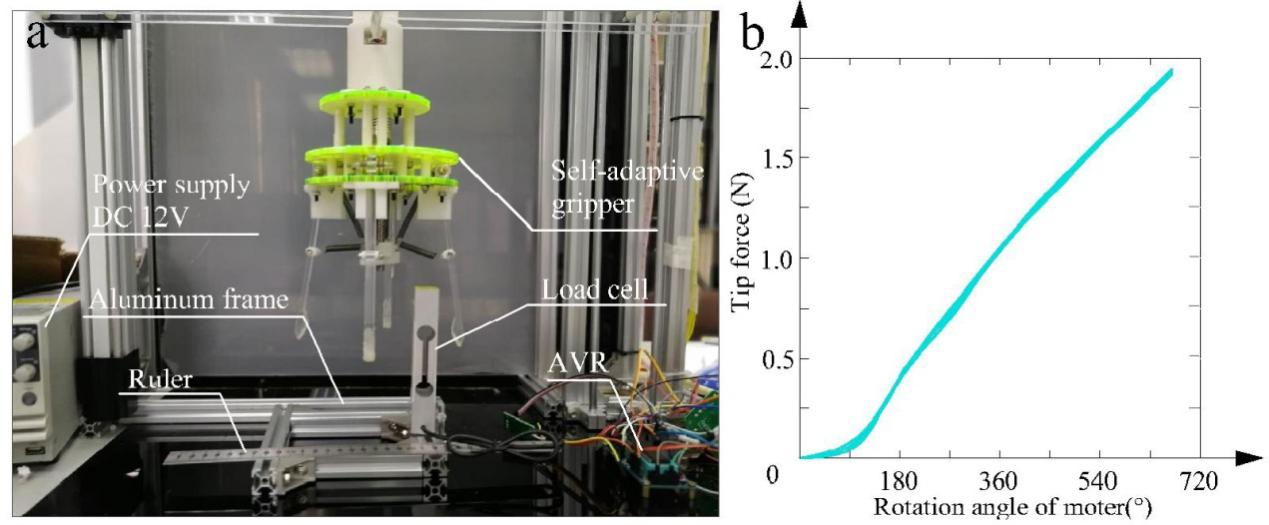 a
Power supply
DC 12V
Self-adaptive
gripper
Aluminum frame
Load cell
AVR
Ruler
b
2.0
1.5
1.0
0.5
0
180 360 540 720
Tip force (N)
Rotation angle of moter(°)